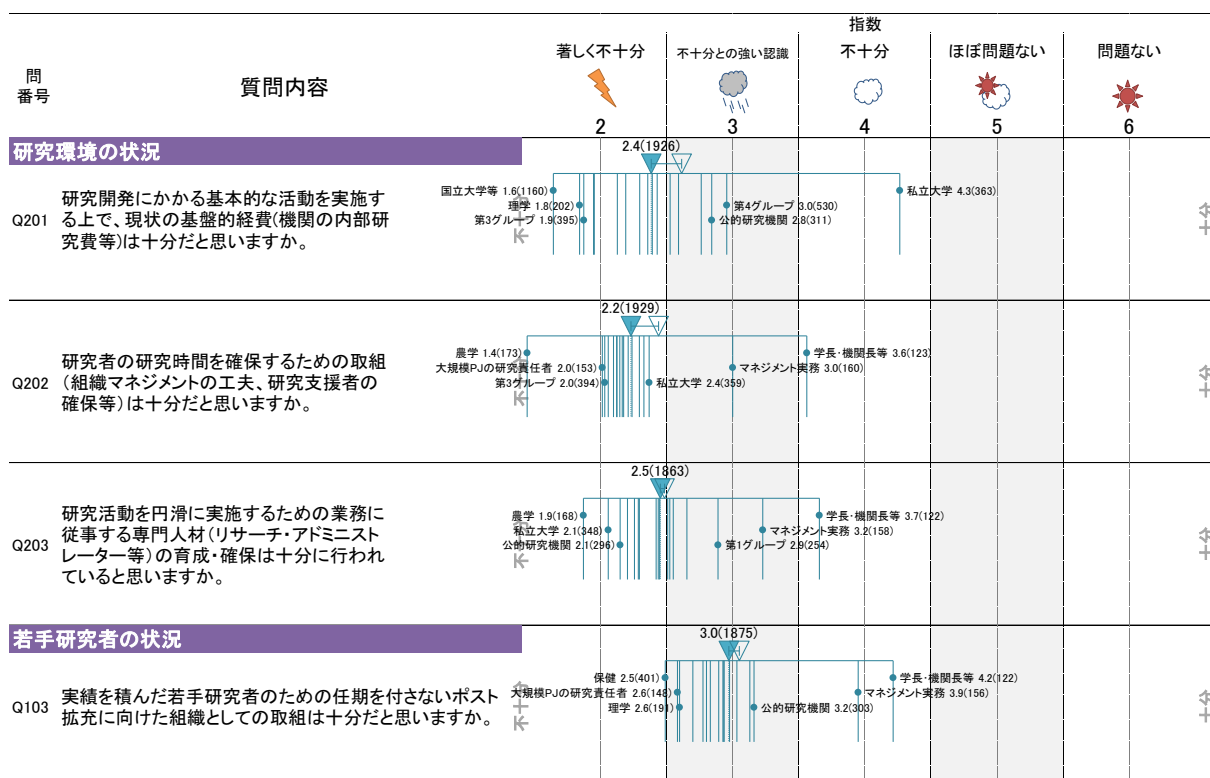 指数
著しく不十分
不十分との強い認識
不十分
ほぼ問題ない
問題ない
問
番号
質問内容
2
3
4
5
6
研究環境の状況
Q201
研究開発にかかる基本的な活動を実施す
る上で、現状の基盤的経費(機関の内部研
究費等)は十分だと思いますか。
2.4(1926)
国立大学等 1.6(1160)
理学 1.8(202)
第3グループ 1.9(395)
私立大学 4.3(363)
第4グループ 3.0(530)
公的研究機関 2.8(311)
不十分
十分
Q202
研究者の研究時間を確保するための取組
(組織マネジメントの工夫、研究支援者の
確保等)は十分だと思いますか。
2.2(1929)
農学 1.4(173)
大規模PJの研究責任者 2.0(153)
第3グループ 2.0(394)
学長・機関長等 3.6(123)
マネジメント実務 3.0(160)
私立大学 2.4(359)
不十分
十分
Q203
研究活動を円滑に実施するための業務に
従事する専門人材(リサーチ・アドミニスト
レーター等)の育成・確保は十分に行われ
ていると思いますか。
2.5(1863)
農学 1.9(168)
私立大学 2.1(348)
公的研究機関 2.1(296)
学長・機関長等 3.7(122)
マネジメント実務 3.2(158)
第1グループ 2.9(254)
不十分
十分
若手研究者の状況
Q103
実績を積んだ若手研究者のための任期を付さないポスト
拡充に向けた組織としての取組は十分だと思いますか。
3.0(1875)
保健 2.5(401)
大規模PJの研究責任者 2.6(148)
理学 2.6(191)
学長・機関長等 4.2(122)
マネジメント実務 3.9(156)
公的研究機関 3.2(303)
不十分
十分